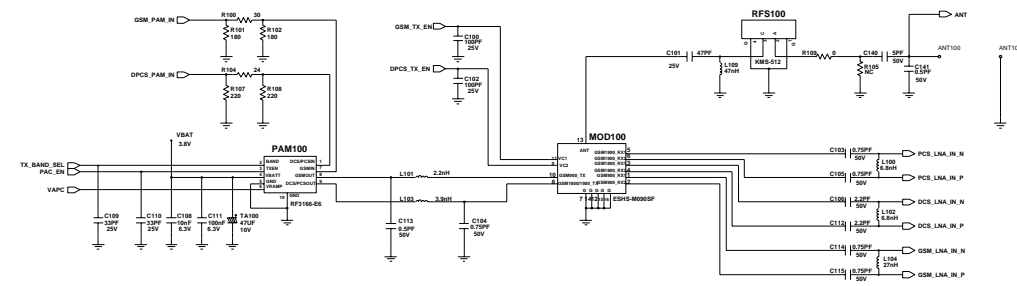 GSM_PAM_IN
R100 30
R101
180
R102
180
DPCS_PAM_IN
R104 24
R107
220
R108
220
VBAT
3.8V
TX_BAND_SEL
PAC_EN
VAPC
PAM100
BAND
TXEN
VBATT
GND
VRAMP
DCS/PCSIN
GSMIN
GSMOUT
DCS/PCSOUT
GND
RF3166-E6
C109
33PF
25V
C110
33PF
25V
C108
10nF
6.3V
C111
100nF
6.3V
TA100
47UF
10V
L101 2.2nH
L103 3.9nH
C113
0.5PF
50V
C104
0.75PF
50V
GSM_TX_EN
C100
100PF
25V
DPCS_TX_EN
C102
100PF
25V
MOD100
13
ANT
VC1
VC2
GSM900_TX
GSM1800/1900_TX
ESHS-M090SF
C101 47PF
25V
L109
47nH
RFS100
KMS-512
R109 0
R105
NC
C140 5PF
50V
C141
0.5PF
50V
ANT
ANT100
C103 0.75PF
50V
L100
6.8nH
C105 0.75PF
50V
PCS_LNA_IN_N
PCS_LNA_IN_P
C106 2.2PF
50V
L102
6.8nH
C112 2.2PF
50V
DCS_LNA_IN_N
DCS_LNA_IN_P
C114 0.75PF
50V
L104
27nH
C115 0.75PF
50V
GSM_LNA_IN_N
GSM_LNA_IN_P